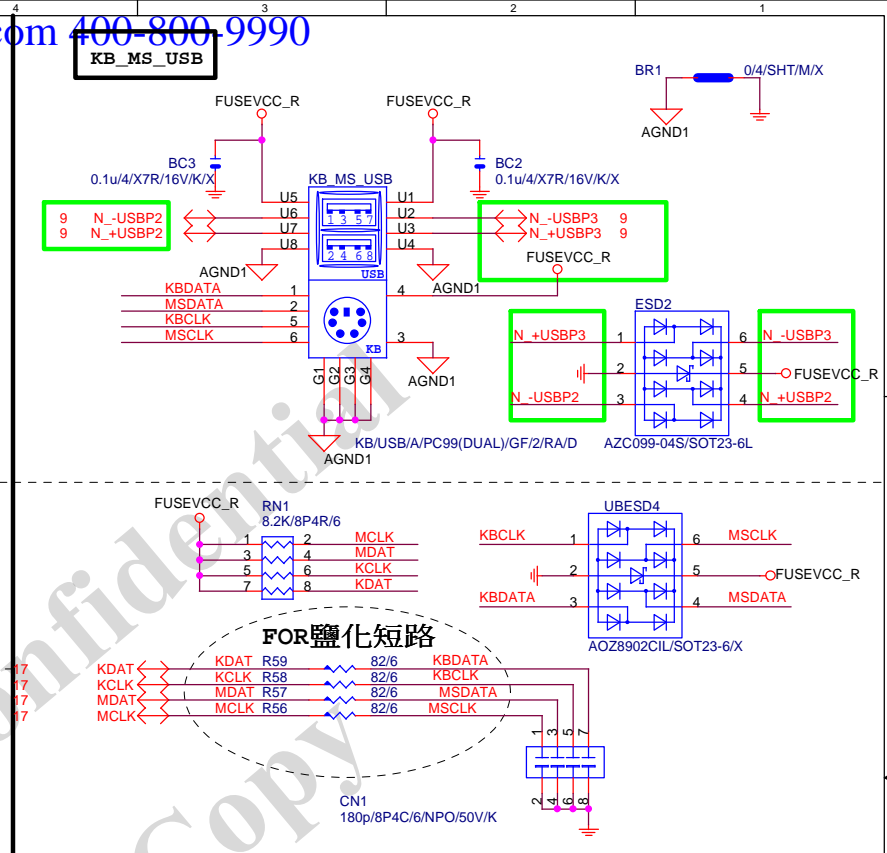 4 3 2 1
com 400-800-9990
KB_MS_USB
BR1 0/4/SHT/M/X
AGND1
FUSEVCC_R FUSEVCC_R
BC3
0.1u/4/X7R/16V/K/X
BC2
0.1u/4/X7R/16V/K/X
KB_MS_USB
U5 U1
9 N_-USBP2 U6 U2 N_-USBP3 9
9 N_+USBP2 U7 U3 N_+USBP3 9
U8 U4
1 3 5 7
2 4 6 8
USB
FUSEVCC_R
AGND1 AGND1
KBDATA 1 4
MSDATA 2
KBCLK 5
MSCLK 6 3
KB
G1 G2 G3 G4
AGND1
AGND1
KB/USB/A/PC99(DUAL)/GF/2/RA/D
ESD2
N_+USBP3 1 6 N_-USBP3
2 5 FUSEVCC_R
N_-USBP2 3 4 N_+USBP2
AZC099-04S/SOT23-6L
FUSEVCC_R
RN1
8.2K/8P4R/6
1 2 MCLK
3 4 MDAT
5 6 KCLK
7 8 KDAT
UBESD4
KBCLK 1 6 MSCLK
2 5 FUSEVCC_R
KBDATA 3 4 MSDATA
AOZ8902CIL/SOT23-6/X
FOR鹽化短路
17 KDAT KDAT R59 82/6 KBDATA
17 KCLK KCLK R58 82/6 KBCLK
17 MDAT MDAT R57 82/6 MSDATA
17 MCLK MCLK R56 82/6 MSCLK
1 3 5 7
2 4 6 8
CN1
180p/8P4C/6/NPO/50V/K
onfidential
Copy